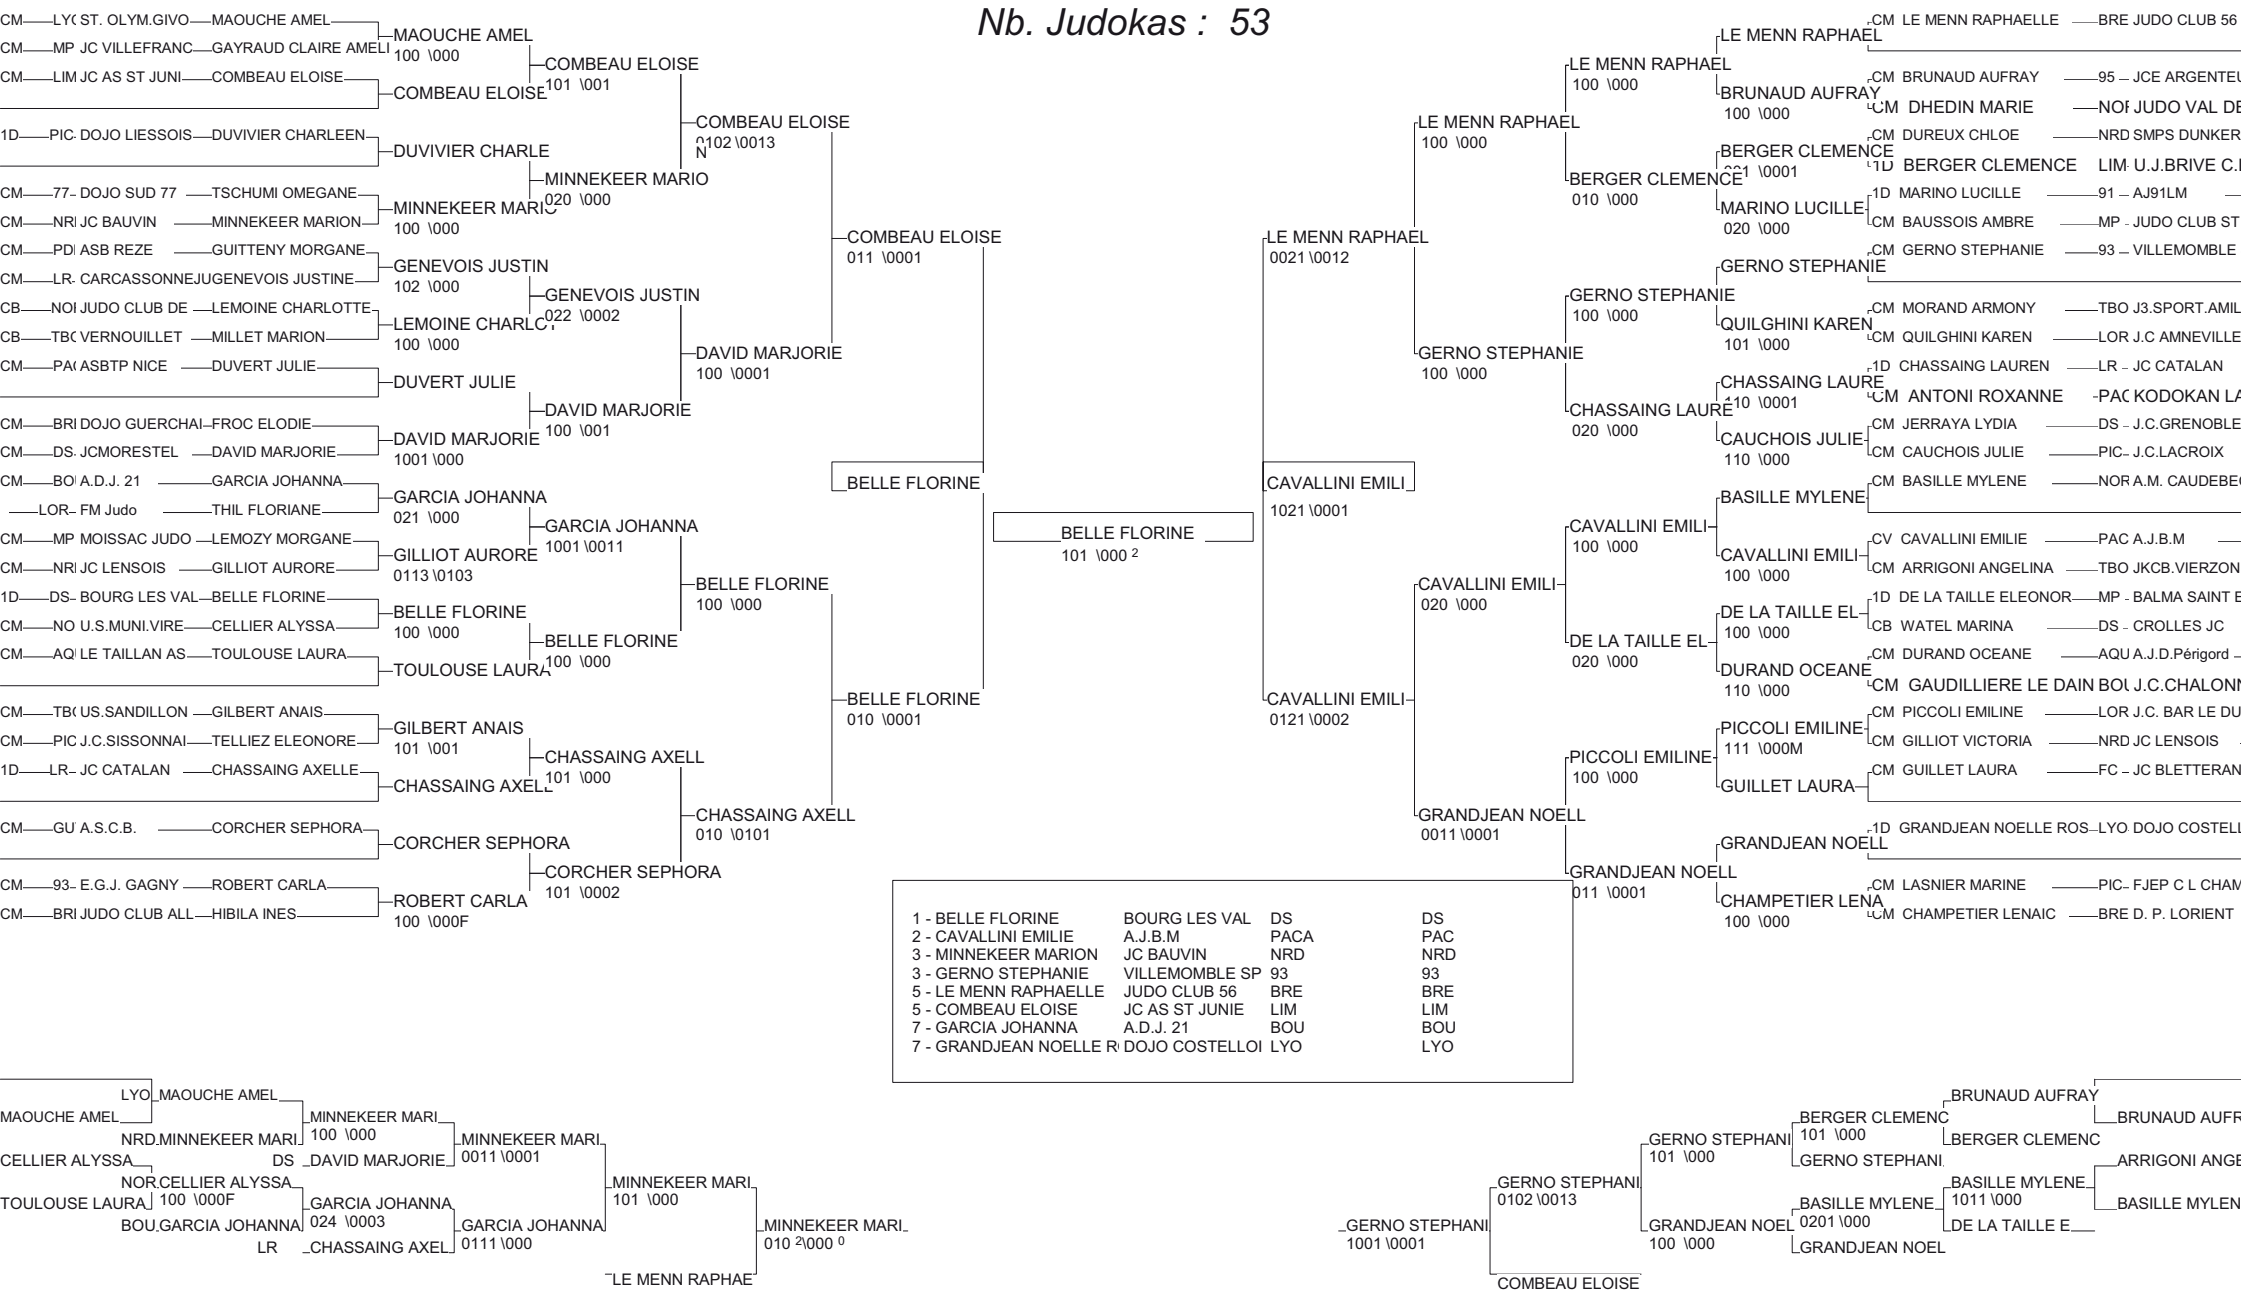 Nb. Judokas : 53
CM LY( ST. OLYM.GIVO MAOUCHE AMEL
CM MP JC VILLEFRANC GAYRAUD CLAIRE AMELI
CM LIM JC AS ST JUNI COMBEAU ELOISE
1D PIC DOJO LIESSOIS DUVIVIER CHARLEEN
CM 77 DOJO SUD 77 TSCHUMI OMEGANE
CM NRI JC BAUVIN MINNEKEER MARION
CM PDI ASB REZE GUITTENY MORGANE
CM LR- CARCASSONNEJUGENEVOIS JUSTINE
CB NOI JUDO CLUB DE LEMOINE CHARLOTTE
CB TBC VERNOUILLET MILLET MARION
CM PAC ASBTP NICE DUVERT JULIE
CM BRI DOJO GUERCHAI FROC ELODIE
CM DS- JCMORESTEL DAVID MARJORIE
CM BO A.D.J. 21 GARCIA JOHANNA
LOR FM Judo THIL FLORIANE
CM MP MOISSAC JUDO LEMOZY MORGANE
CM NRI JC LENSOIS GILLIOT AURORE
1D DS- BOURG LES VAL BELLE FLORINE
CM NO U.S.MUNI.VIRE CELLIER ALYSSA
CM AQ LE TAILLAN AS TOULOUSE LAURA
CM TBC US.SANDILLON GILBERT ANAIS
CM PIC J.C.SISSONNAI TELLIEZ ELEONORE
1D LR- JC CATALAN CHASSAING AXELLE
CM GU A.S.C.B. CORCHER SEPHORA
CM 93- E.G.J. GAGNY ROBERT CARLA
CM BRI JUDO CLUB ALL HIBILA INES
MAOUCHE AMEL
100 \000
COMBEAU ELOISE
DUVIVIER CHARLE
N
MINNEKEER MARIO
100 \000
GENEVOIS JUSTIN
102 \000
LEMOINE CHARLOT
100 \000
DUVERT JULIE
DAVID MARJORIE
1001 \000
GARCIA JOHANNA
021 \000
GILLIOT AURORE
0113 \0103
BELLE FLORINE
100 \000
TOULOUSE LAURA
GILBERT ANAIS
101 \001
CHASSAING AXELL
CORCHER SEPHORA
ROBERT CARLA
100 \000F
COMBEAU ELOISE
101 \001
MINNEKEER MARIO
020 \000
GENEVOIS JUSTIN
022 \0002
DAVID MARJORIE
100 \001
GARCIA JOHANNA
1001 \0011
BELLE FLORINE
100 \000
CHASSAING AXELL
101 \000
CORCHER SEPHORA
101 \0002
COMBEAU ELOISE
0102 \0013
DAVID MARJORIE
100 \0001
BELLE FLORINE
100 \000
CHASSAING AXELL
010 \0101
COMBEAU ELOISE
011 \0001
BELLE FLORINE
010 \0001
BELLE FLORINE
BELLE FLORINE
101 \000 2
CAVALLINI EMILI
1021 \0001
LE MENN RAPHAEL
0021 \0012
CAVALLINI EMILI
0121 \0002
LE MENN RAPHAEL
100 \000
GERNO STEPHANIE
100 \000
CAVALLINI EMILI
020 \000
GRANDJEAN NOELL
0011 \0001
LE MENN RAPHAEL
100 \000
BERGER CLEMENCE
010 \000
GERNO STEPHANIE
100 \000
CHASSAING LAURE
020 \000
CAVALLINI EMILI
100 \000
DE LA TAILLE EL
020 \000
PICCOLI EMILINE
100 \000
GRANDJEAN NOELL
011 \0001
LE MENN RAPHAEL
BRUNAUD AUFRAY
100 \000
BERGER CLEMENCE
001 \0001
MARINO LUCILLE
020 \000
GERNO STEPHANIE
QUILGHINI KAREN
101 \000
CHASSAING LAURE
110 \0001
CAUCHOIS JULIE
110 \000
BASILLE MYLENE
CAVALLINI EMILI
100 \000
DE LA TAILLE EL
100 \000
DURAND OCEANE
110 \000
PICCOLI EMILINE
111 \000M
GUILLET LAURA
GRANDJEAN NOELL
CHAMPETIER LENA
100 \000
CM LE MENN RAPHAELLE BRE JUDO CLUB 56
CM BRUNAUD AUFRAY 95 JCE ARGENTEU
CM DHEDIN MARIE NOF JUDO VAL DE
CM DUREUX CHLOE NRD SMPS DUNKER
1D BERGER CLEMENCE LIM U.J.BRIVE C.
1D MARINO LUCILLE 91 AJ91LM
CM BAUSSOIS AMBRE MP - JUDO CLUB ST
CM GERNO STEPHANIE 93 VILLEMOMBLE
CM MORAND ARMONY TBO J3.SPORT.AMIL
CM QUILGHINI KAREN LOR J.C AMNEVILLE
1D CHASSAING LAUREN LR - JC CATALAN
CM ANTONI ROXANNE PAC KODOKAN LA
CM JERRAYA LYDIA DS - J.C.GRENOBLE
CM CAUCHOIS JULIE PIC- J.C.LACROIX
CM BASILLE MYLENE NOR A.M. CAUDEBEC
CV CAVALLINI EMILIE PAC A.J.B.M
CM ARRIGONI ANGELINA TBO JKCB.VIERZON
1D DE LA TAILLE ELEONOR MP - BALMA SAINT E
CB WATEL MARINA DS - CROLLES JC
CM DURAND OCEANE AQU A.J.D.Périgord
CM GAUDILLIERE LE DAIN BOU J.C.CHALONN
CM PICCOLI EMILINE LOR J.C. BAR LE DU
CM GILLIOT VICTORIA NRD JC LENSOIS
CM GUILLET LAURA FC - JC BLETTERAN
1D GRANDJEAN NOELLE ROS LYO DOJO COSTELL
CM LASNIER MARINE PIC- FJEP C L CHAM
CM CHAMPETIER LENAIC BRE D. P. LORIENT
1 - BELLE FLORINE BOURG LES VAL DS DS
2 - CAVALLINI EMILIE A.J.B.M PACA PAC
3 - MINNEKEER MARION JC BAUVIN NRD NRD
3 - GERNO STEPHANIE VILLEMOMBLE SP 93 93
5 - LE MENN RAPHAELLE JUDO CLUB 56 BRE BRE
5 - COMBEAU ELOISE JC AS ST JUNIE LIM LIM
7 - GARCIA JOHANNA A.D.J. 21 BOU BOU
7 - GRANDJEAN NOELLE R DOJO COSTELLOI LYO LYO
LYO MAOUCHE AMEL
MAOUCHE AMEL
NRD MINNEKEER MARI
CELLIER ALYSSA
DS DAVID MARJORIE
NOR CELLIER ALYSSA
100 \000F
TOULOUSE LAURA
BOU GARCIA JOHANNA
LR CHASSAING AXEL
MINNEKEER MARI
100 \000
GARCIA JOHANNA
024 \0003
MINNEKEER MARI
0011 \0001
GARCIA JOHANNA
0111 \000
MINNEKEER MARI
101 \000
LE MENN RAPHAE
MINNEKEER MARI
010 2\000 0
GERNO STEPHANI
1001 \0001
GERNO STEPHANI
0102 \0013
COMBEAU ELOISE
GERNO STEPHANI
101 \000
GRANDJEAN NOEL
100 \000
BERGER CLEMENC
101 \000
GERNO STEPHANI
BASILLE MYLENE
0201 \000
GRANDJEAN NOEL
BRUNAUD AUFRAY
BERGER CLEMENC
BASILLE MYLENE
1011 \000
DE LA TAILLE E
BRUNAUD AUFR
ARRIGONI ANGE
BASILLE MYLEN